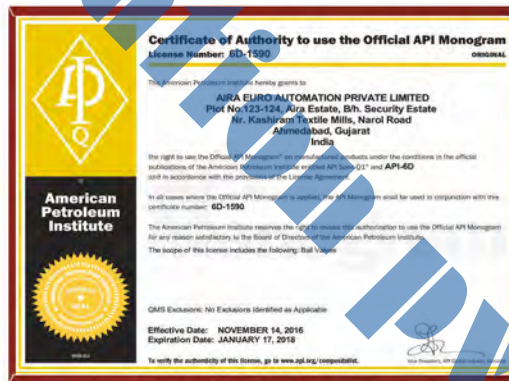 Certificate of Authority to use the Official API Monogram
License Number: 6D-1590
ORIGINAL
The American Petroleum Institute hereby grants to
AIRA EURO AUTOMATION PRIVATE LIMITED
Plot No.123-124, Aira Estate, B/h. Security Estate
Nr. Kashiram Textile Mills, Narol Road
Ahmedabad, Gujarat
India
the right to use the Official API Monogram® on manufactured products under the conditions in the official
publications of the American Petroleum Institute entitled API Spec Q1® and API-6D
and in accordance with the provisions of the License Agreement.
In all cases where the Official API Monogram is applied, the API Monogram shall be used in conjunction with this
certificate number: 6D-1590
The American Petroleum Institute reserves the right to revoke this authorization to use the Official API Monogram
for any reason satisfactory to the Board of Directors of the American Petroleum Institute.
The scope of this license includes the following: Ball Valves
QMS Exclusions: No Exclusions Identified as Applicable
Effective Date: NOVEMBER 14, 2016
Expiration Date: JANUARY 17, 2018
To verify the authenticity of this license, go to www.api.org/compositelist.
API
Q
American
Petroleum
Institute